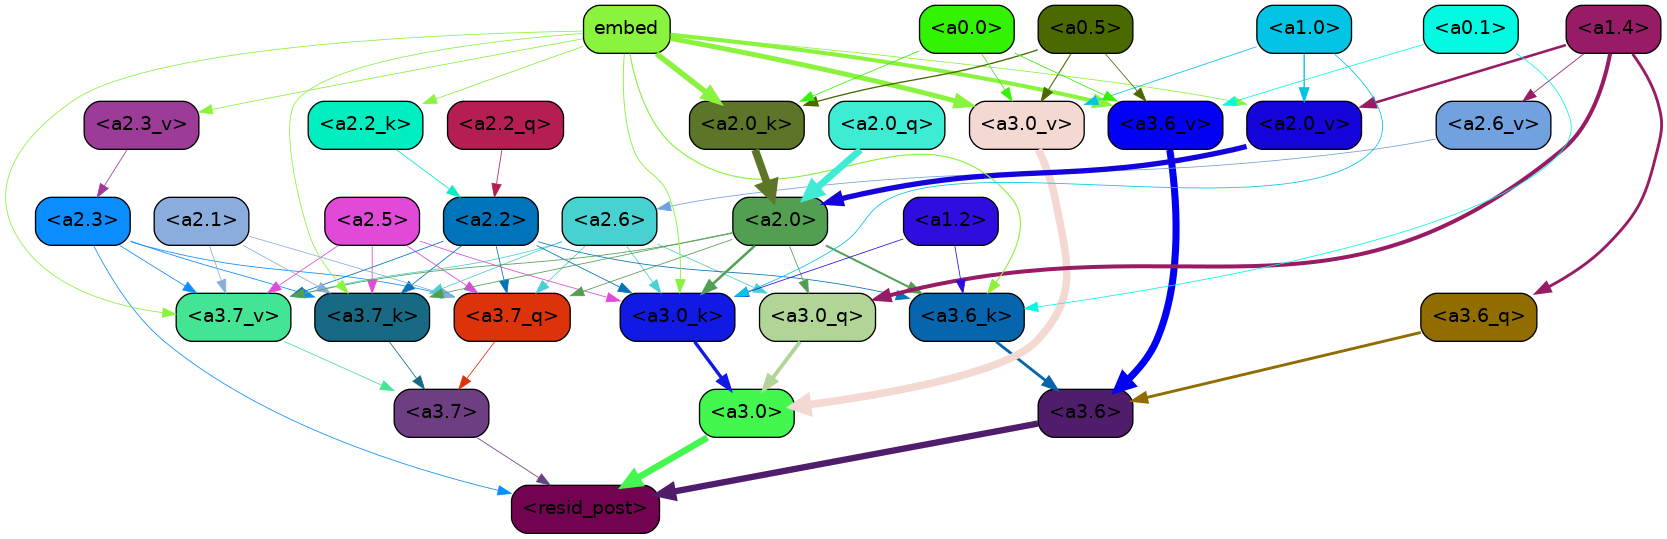 embed <a0.0> <a0.5> <a1.0> <a0.1> <a1.4>
<a2.3_v> <a2.2_k> <a2.2_q> <a2.0_k> <a2.0_q> <a3.0_v> <a3.6_v> <a2.0_v> <a2.6_v>
<a2.3> <a2.1> <a2.5> <a2.2> <a2.6> <a2.0> <a1.2>
<a3.7_v> <a3.7_k> <a3.7_q> <a3.0_k> <a3.0_q> <a3.6_k> <a3.6_q>
<a3.7> <a3.0> <a3.6>
<resid_post>